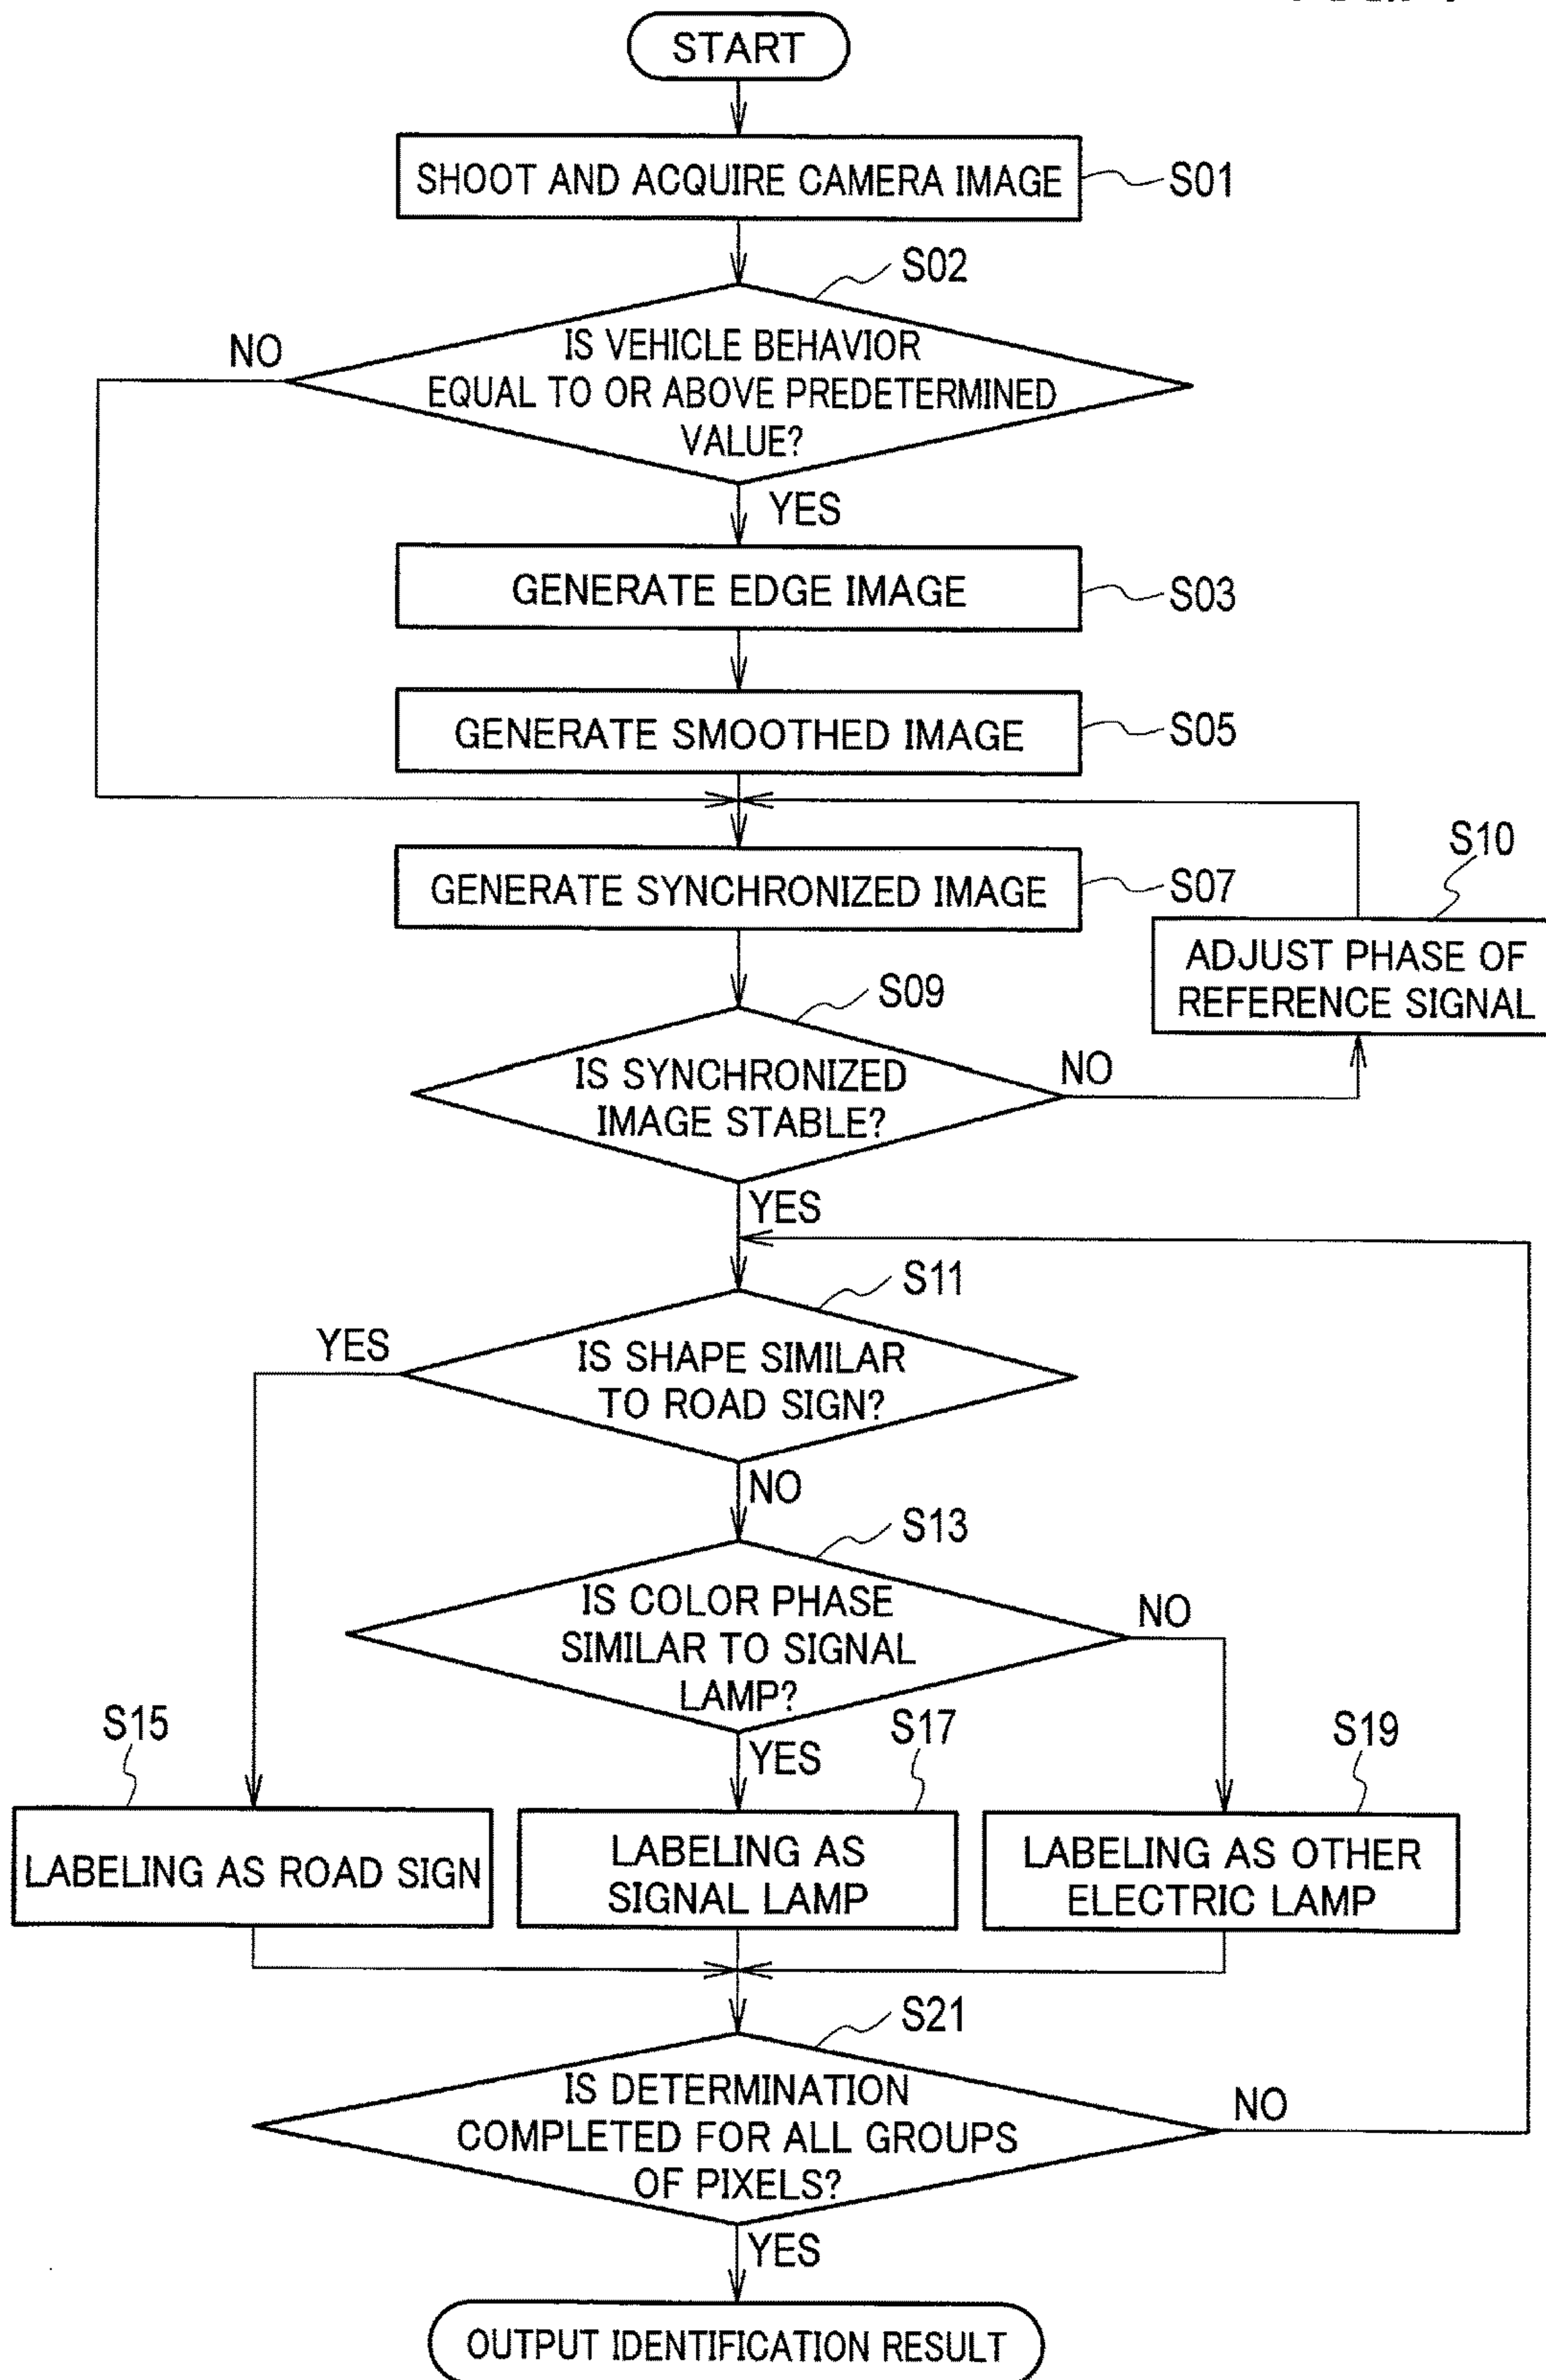 START
SHOOT AND ACQUIRE CAMERA IMAGE
S01
S02
IS VEHICLE BEHAVIOR
EQUAL TO OR ABOVE PREDETERMINED
VALUE?
NO
YES
GENERATE EDGE IMAGE
S03
GENERATE SMOOTHED IMAGE
S05
GENERATE SYNCHRONIZED IMAGE
S07
S10
ADJUST PHASE OF
REFERENCE SIGNAL
S09
IS SYNCHRONIZED
IMAGE STABLE?
NO
YES
S11
IS SHAPE SIMILAR
TO ROAD SIGN?
YES
NO
S13
IS COLOR PHASE
SIMILAR TO SIGNAL
LAMP?
NO
YES
S15
LABELING AS ROAD SIGN
S17
LABELING AS
SIGNAL LAMP
S19
LABELING AS OTHER
ELECTRIC LAMP
S21
IS DETERMINATION
COMPLETED FOR ALL GROUPS
OF PIXELS?
NO
YES
OUTPUT IDENTIFICATION RESULT